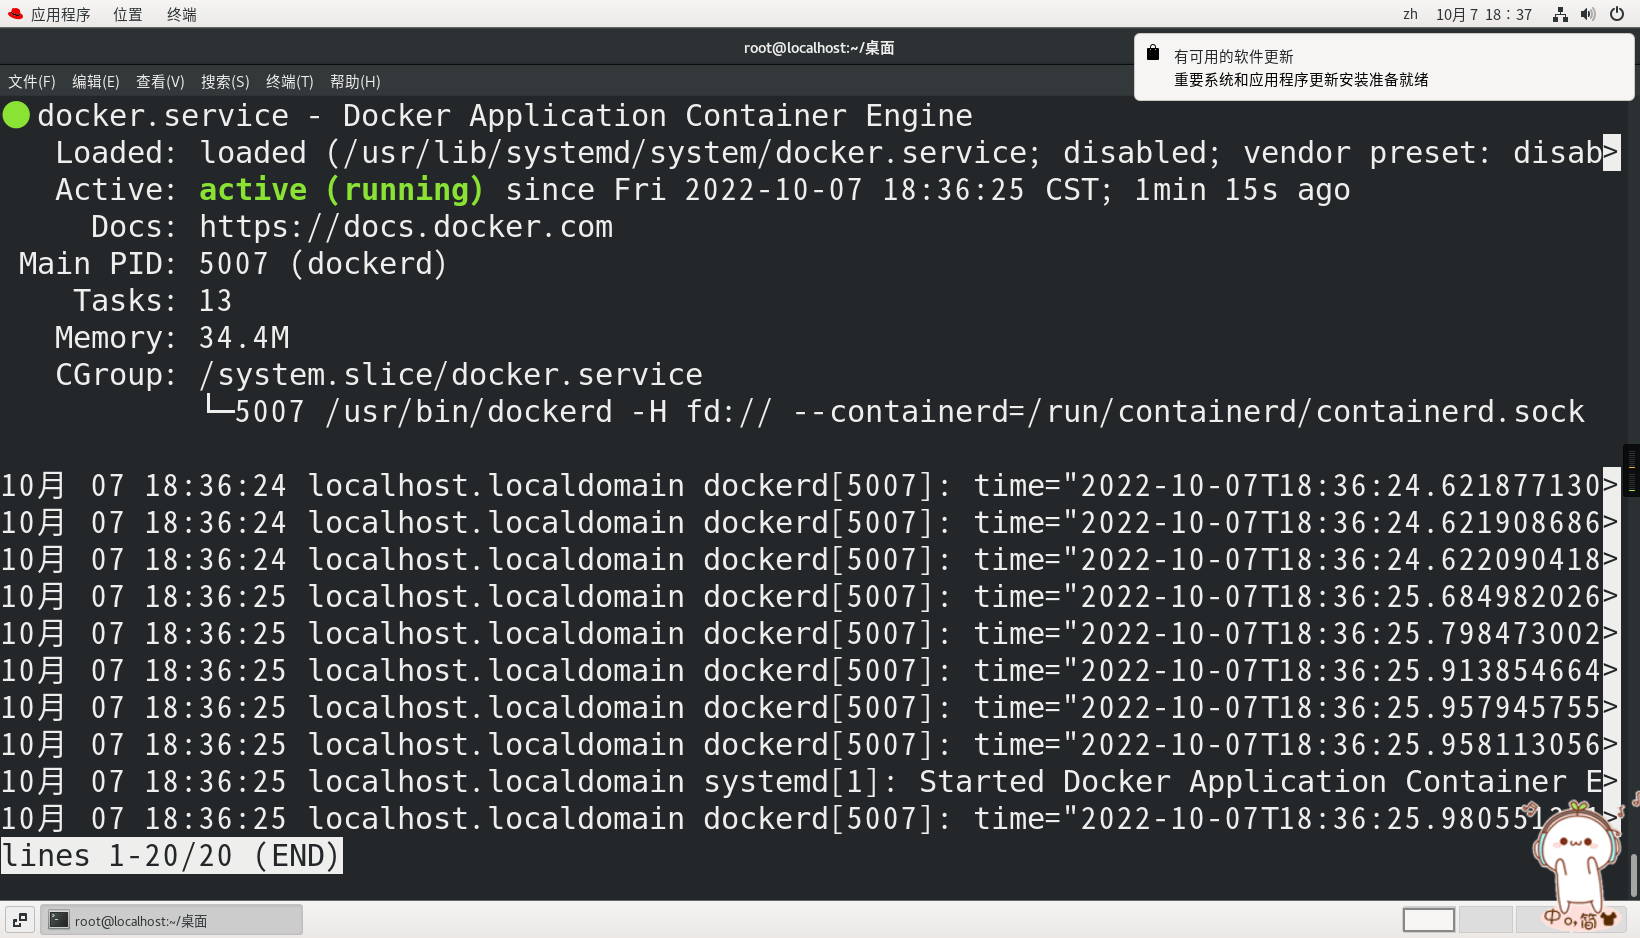 应用程序 位置 终端 zh 10月 7 18：37
root@localhost:~/桌面
有可用的软件更新
重要系统和应用程序更新安装准备就绪
文件(F) 编辑(E) 查看(V) 搜索(S) 终端(T) 帮助(H)
docker.service - Docker Application Container Engine
Loaded: loaded (/usr/lib/systemd/system/docker.service; disabled; vendor preset: disab>
Active: active (running) since Fri 2022-10-07 18:36:25 CST; 1min 15s ago
Docs: https://docs.docker.com
Main PID: 5007 (dockerd)
Tasks: 13
Memory: 34.4M
CGroup: /system.slice/docker.service
└─5007 /usr/bin/dockerd -H fd:// --containerd=/run/containerd/containerd.sock
10月 07 18:36:24 localhost.localdomain dockerd[5007]: time="2022-10-07T18:36:24.621877130>
10月 07 18:36:24 localhost.localdomain dockerd[5007]: time="2022-10-07T18:36:24.621908686>
10月 07 18:36:24 localhost.localdomain dockerd[5007]: time="2022-10-07T18:36:24.622090418>
10月 07 18:36:25 localhost.localdomain dockerd[5007]: time="2022-10-07T18:36:25.684982026>
10月 07 18:36:25 localhost.localdomain dockerd[5007]: time="2022-10-07T18:36:25.798473002>
10月 07 18:36:25 localhost.localdomain dockerd[5007]: time="2022-10-07T18:36:25.913854664>
10月 07 18:36:25 localhost.localdomain dockerd[5007]: time="2022-10-07T18:36:25.957945755>
10月 07 18:36:25 localhost.localdomain dockerd[5007]: time="2022-10-07T18:36:25.958113056>
10月 07 18:36:25 localhost.localdomain systemd[1]: Started Docker Application Container E>
10月 07 18:36:25 localhost.localdomain dockerd[5007]: time="2022-10-07T18:36:25.980551
lines 1-20/20 (END)
root@localhost:~/桌面
中 简